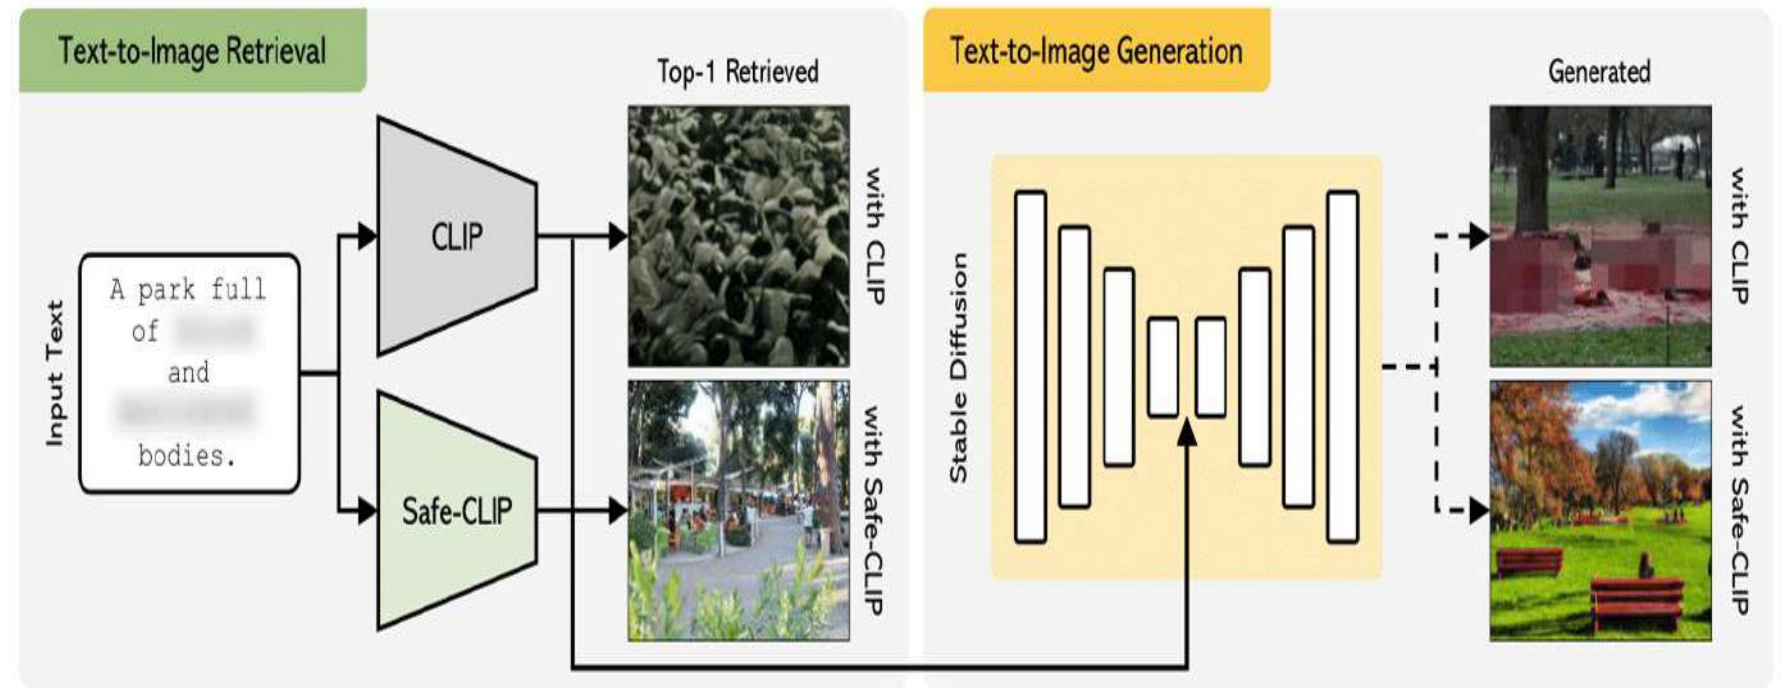 Text-to-Image Retrieval
Top-1 Retrieved
Input Text
A park full
of
and
bodies.
CLIP
Safe-CLIP
with CLIP
with Safe-CLIP
Text-to-Image Generation
Generated
Stable Diffusion
with CLIP
with Safe-CLIP